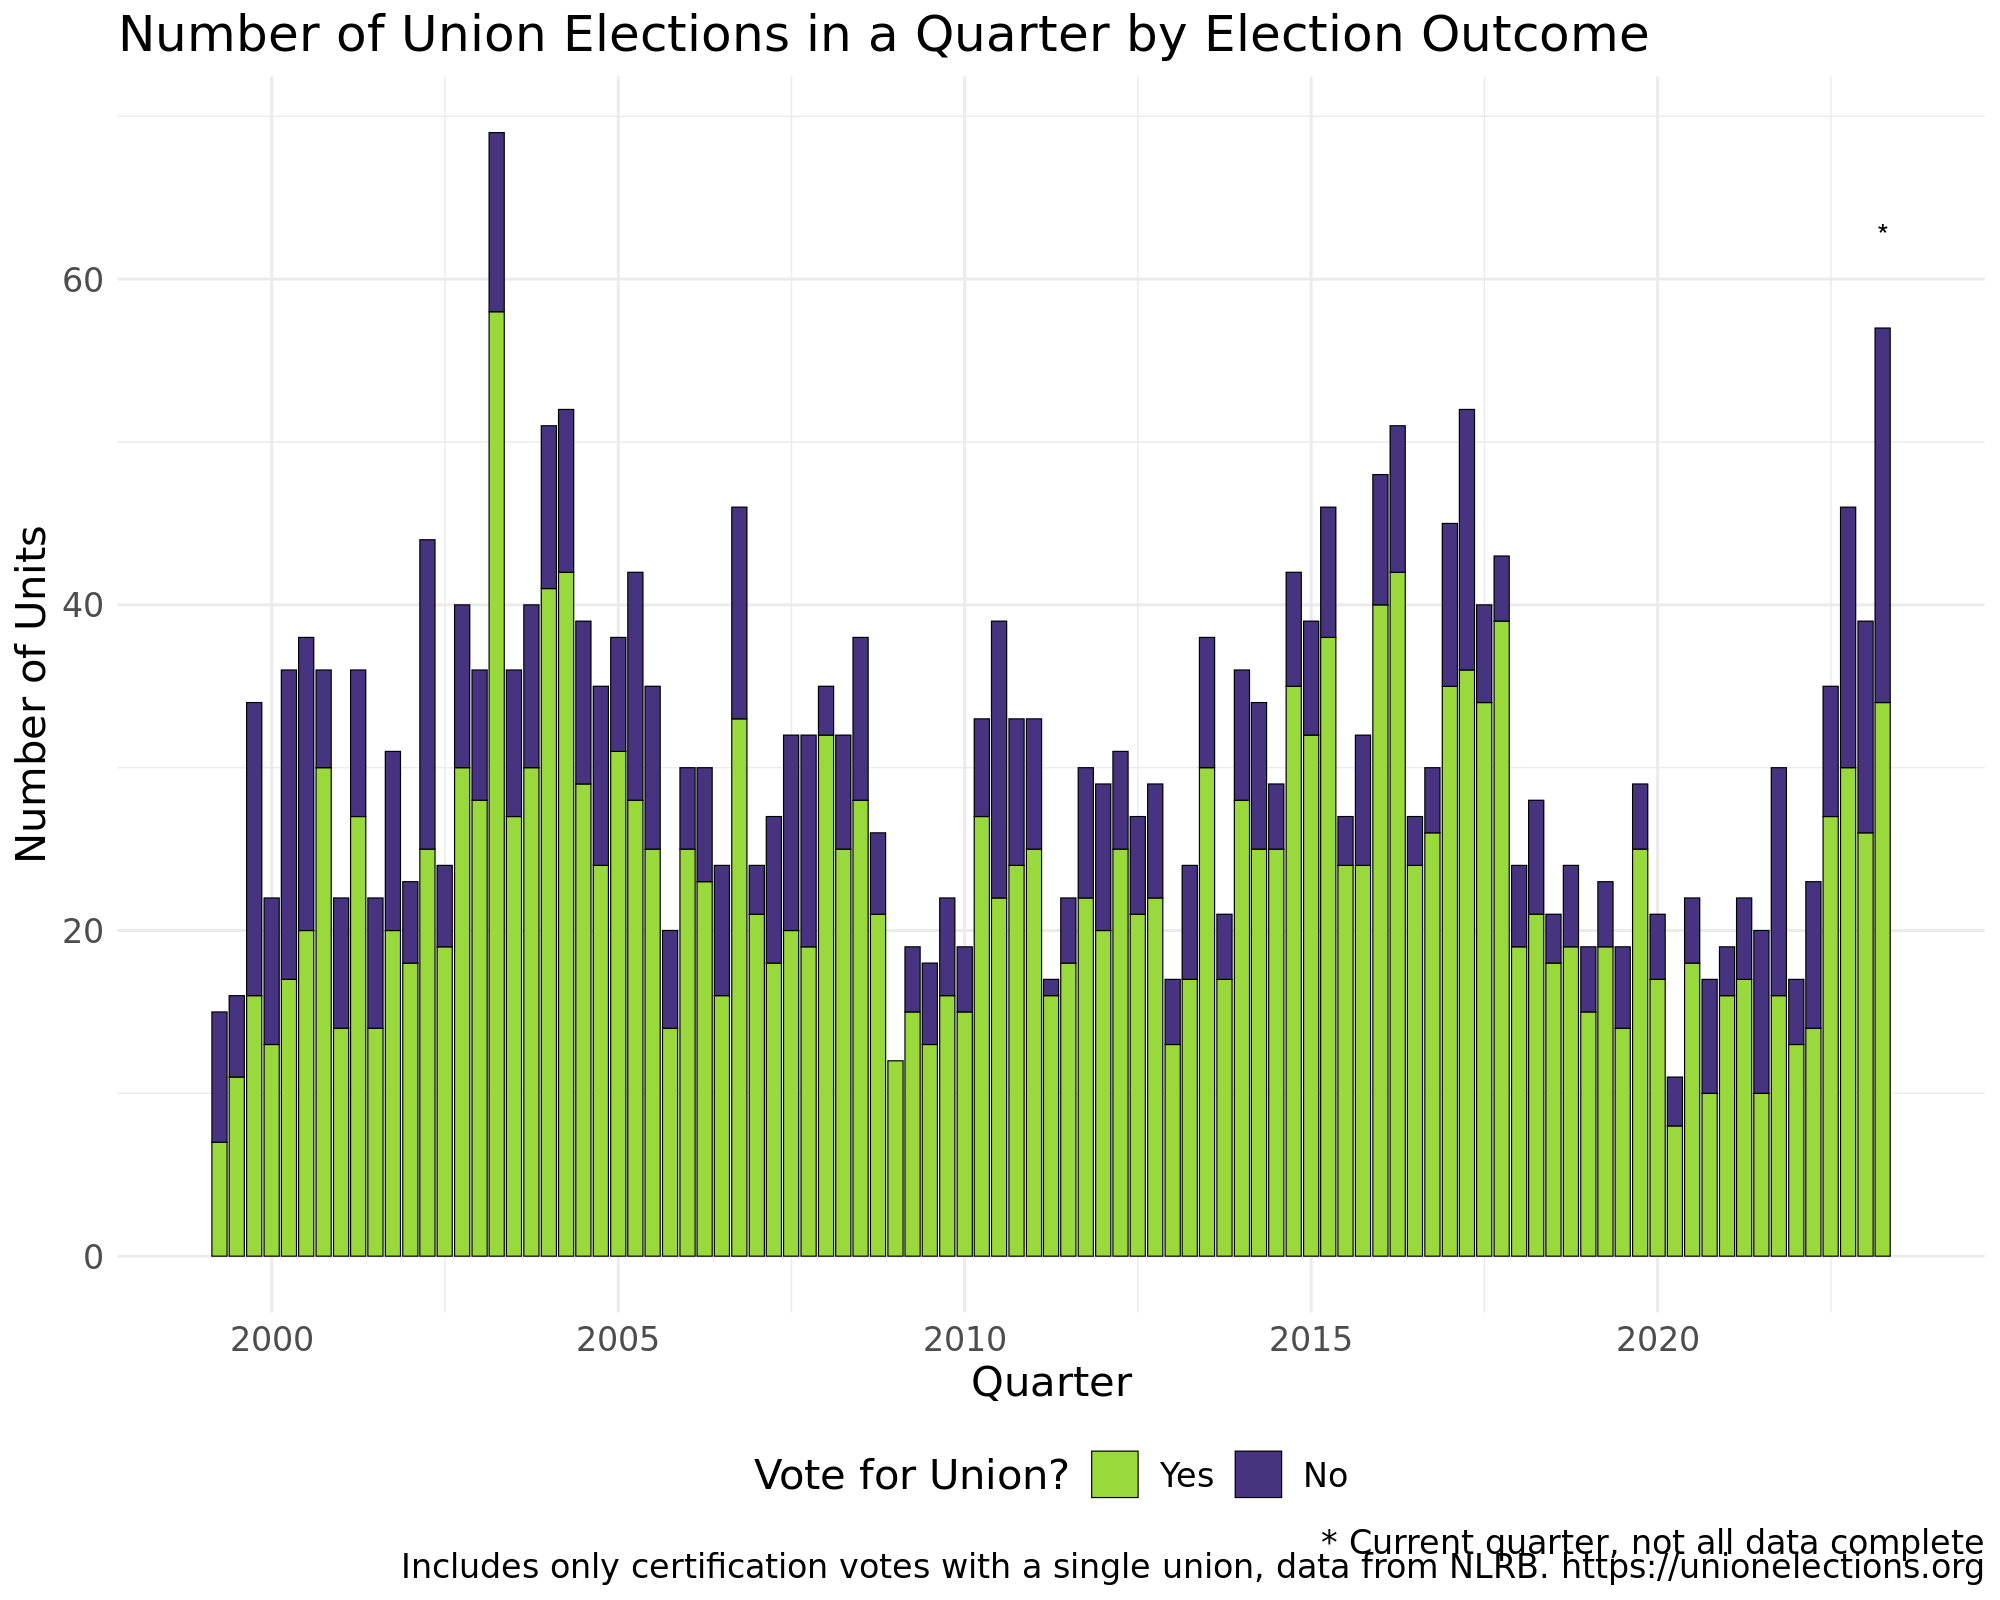 Number of Union Elections in a Quarter by Election Outcome
*
60
40
20
0
Number of Units
2000 2005 2010 2015 2020
Quarter
Vote for Union? Yes No
* Current quarter, not all data complete
Includes only certification votes with a single union, data from NLRB. https://unionelections.org